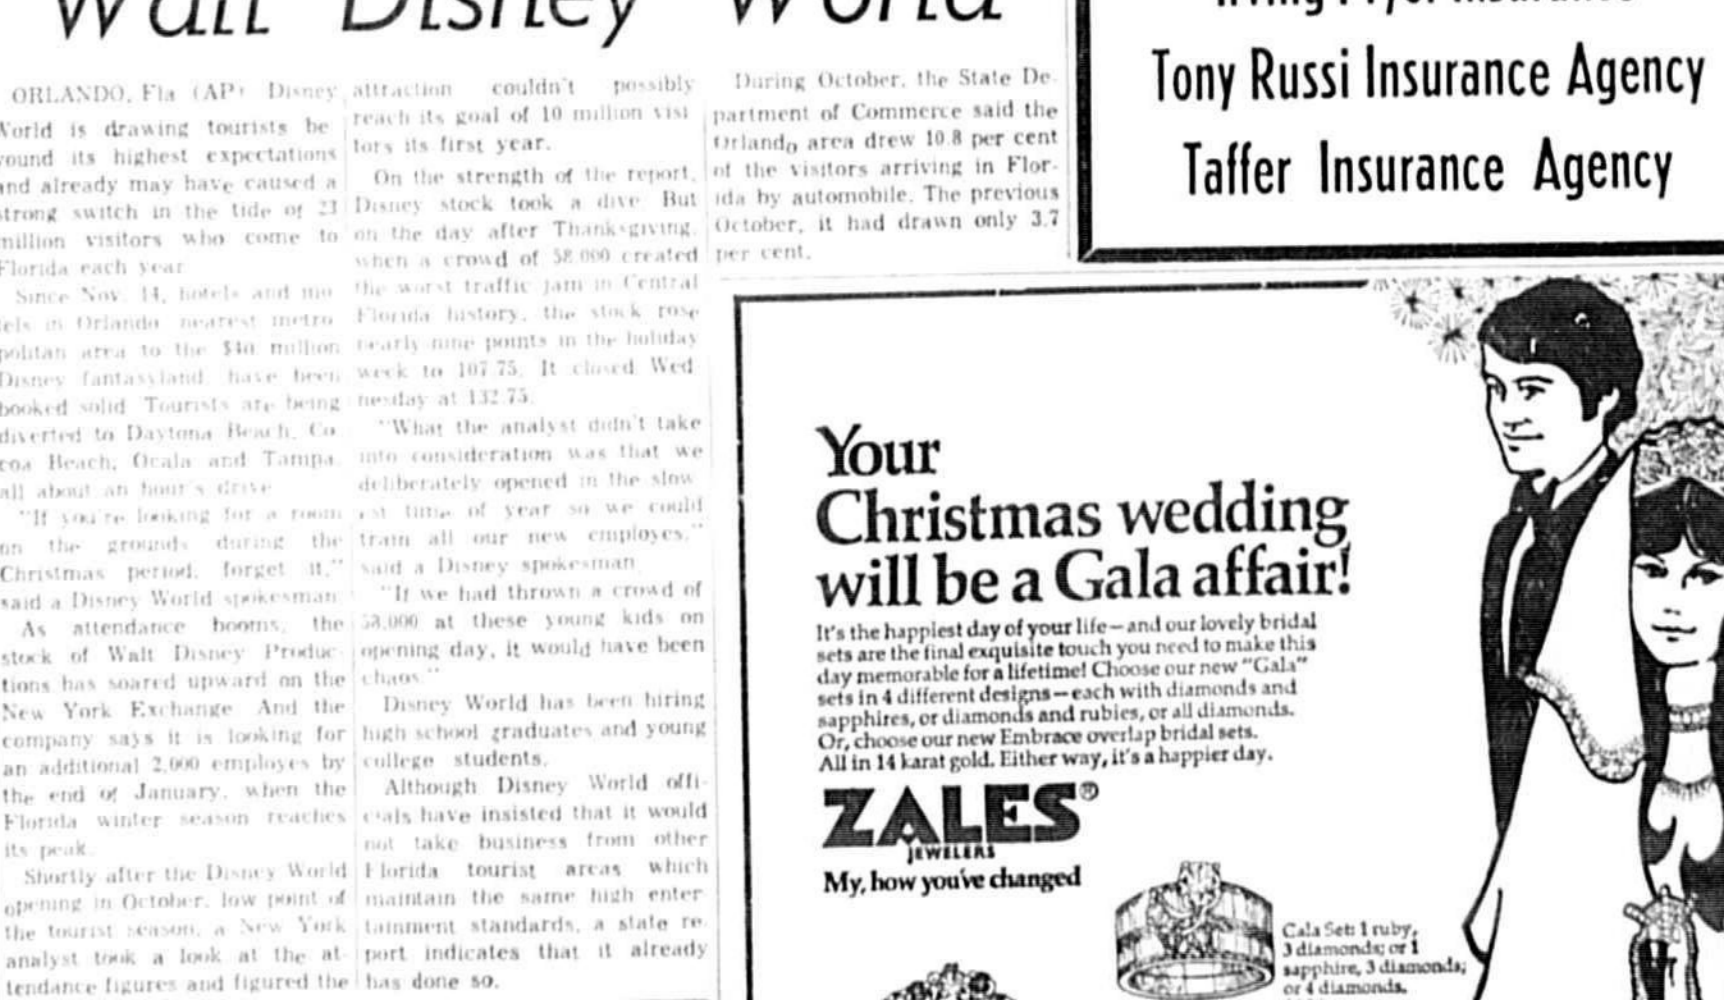 Walt Disney World
ORLANDO, Fla (AP) Disney
World is drawing tourists be
yound its highest expectations
and already may have caused a
strong switch in the tide of 23
million visitors who come to
Florida each year
Since Nov. 14, hotels and mo
tels in Orlando nearest metro
politan area to the $40 million
Disney fantasyland, have been
booked solid Tourists are being
diverted to Daytona Beach, Co
coa Beach, Ocala and Tampa,
all about an hour's drive
"If you're looking for a room
on the grounds during the
Christmas period, forget it,"
said a Disney World spokesman
As attendance booms, the
stock of Walt Disney Produc-
tions has soared upward on the
New York Exchange And the
company says it is looking for
an additional 2,000 employes by
the end of January, when the
Florida winter season reaches
its peak.
Shortly after the Disney World
opening in October, low point of
the tourist season, a New York
analyst took a look at the at-
tendance figures and figured the
attraction couldn't possibly
reach its goal of 10 million visi
tors its first year.
On the strength of the report,
Disney stock took a dive But
on the day after Thanksgiving,
when a crowd of 58,000 created
the worst traffic jam in Central
Florida history, the stock rose
nearly nine points in the holiday
week to 107.75. It closed Wed
nesday at 132.75.
"What the analyst didn't take
into consideration was that we
deliberately opened in the slow
est time of year so we could
train all our new employes,"
said a Disney spokesman
"If we had thrown a crowd of
58,000 at these young kids on
opening day, it would have been
chaos."
Disney World has been hiring
high school graduates and young
college students.
Although Disney World offi-
cials have insisted that it would
not take business from other
Florida tourist areas which
maintain the same high enter-
tainment standards, a state re-
port indicates that it already
has done so.
During October, the State De-
partment of Commerce said the
Orlando area drew 10.8 per cent
of the visitors arriving in Flor-
ida by automobile. The previous
October, it had drawn only 3.7
per cent.
Insurance
Tony Russi Insurance Agency
Taffer Insurance Agency
Your
Christmas wedding
will be a Gala affair!
It's the happiest day of your life—and our lovely bridal
sets are the final exquisite touch you need to make this
day memorable for a lifetime! Choose our new "Gala"
sets in 4 different designs—each with diamonds and
sapphires, or diamonds and rubies, or all diamonds.
Or, choose our new Embrace overlap bridal sets.
All in 14 karat gold. Either way, it's a happier day.
ZALES®
JEWELERS
My, how you've changed
Gala Set: 1 ruby,
3 diamonds; or 1
sapphire, 3 diamonds;
or 4 diamonds.